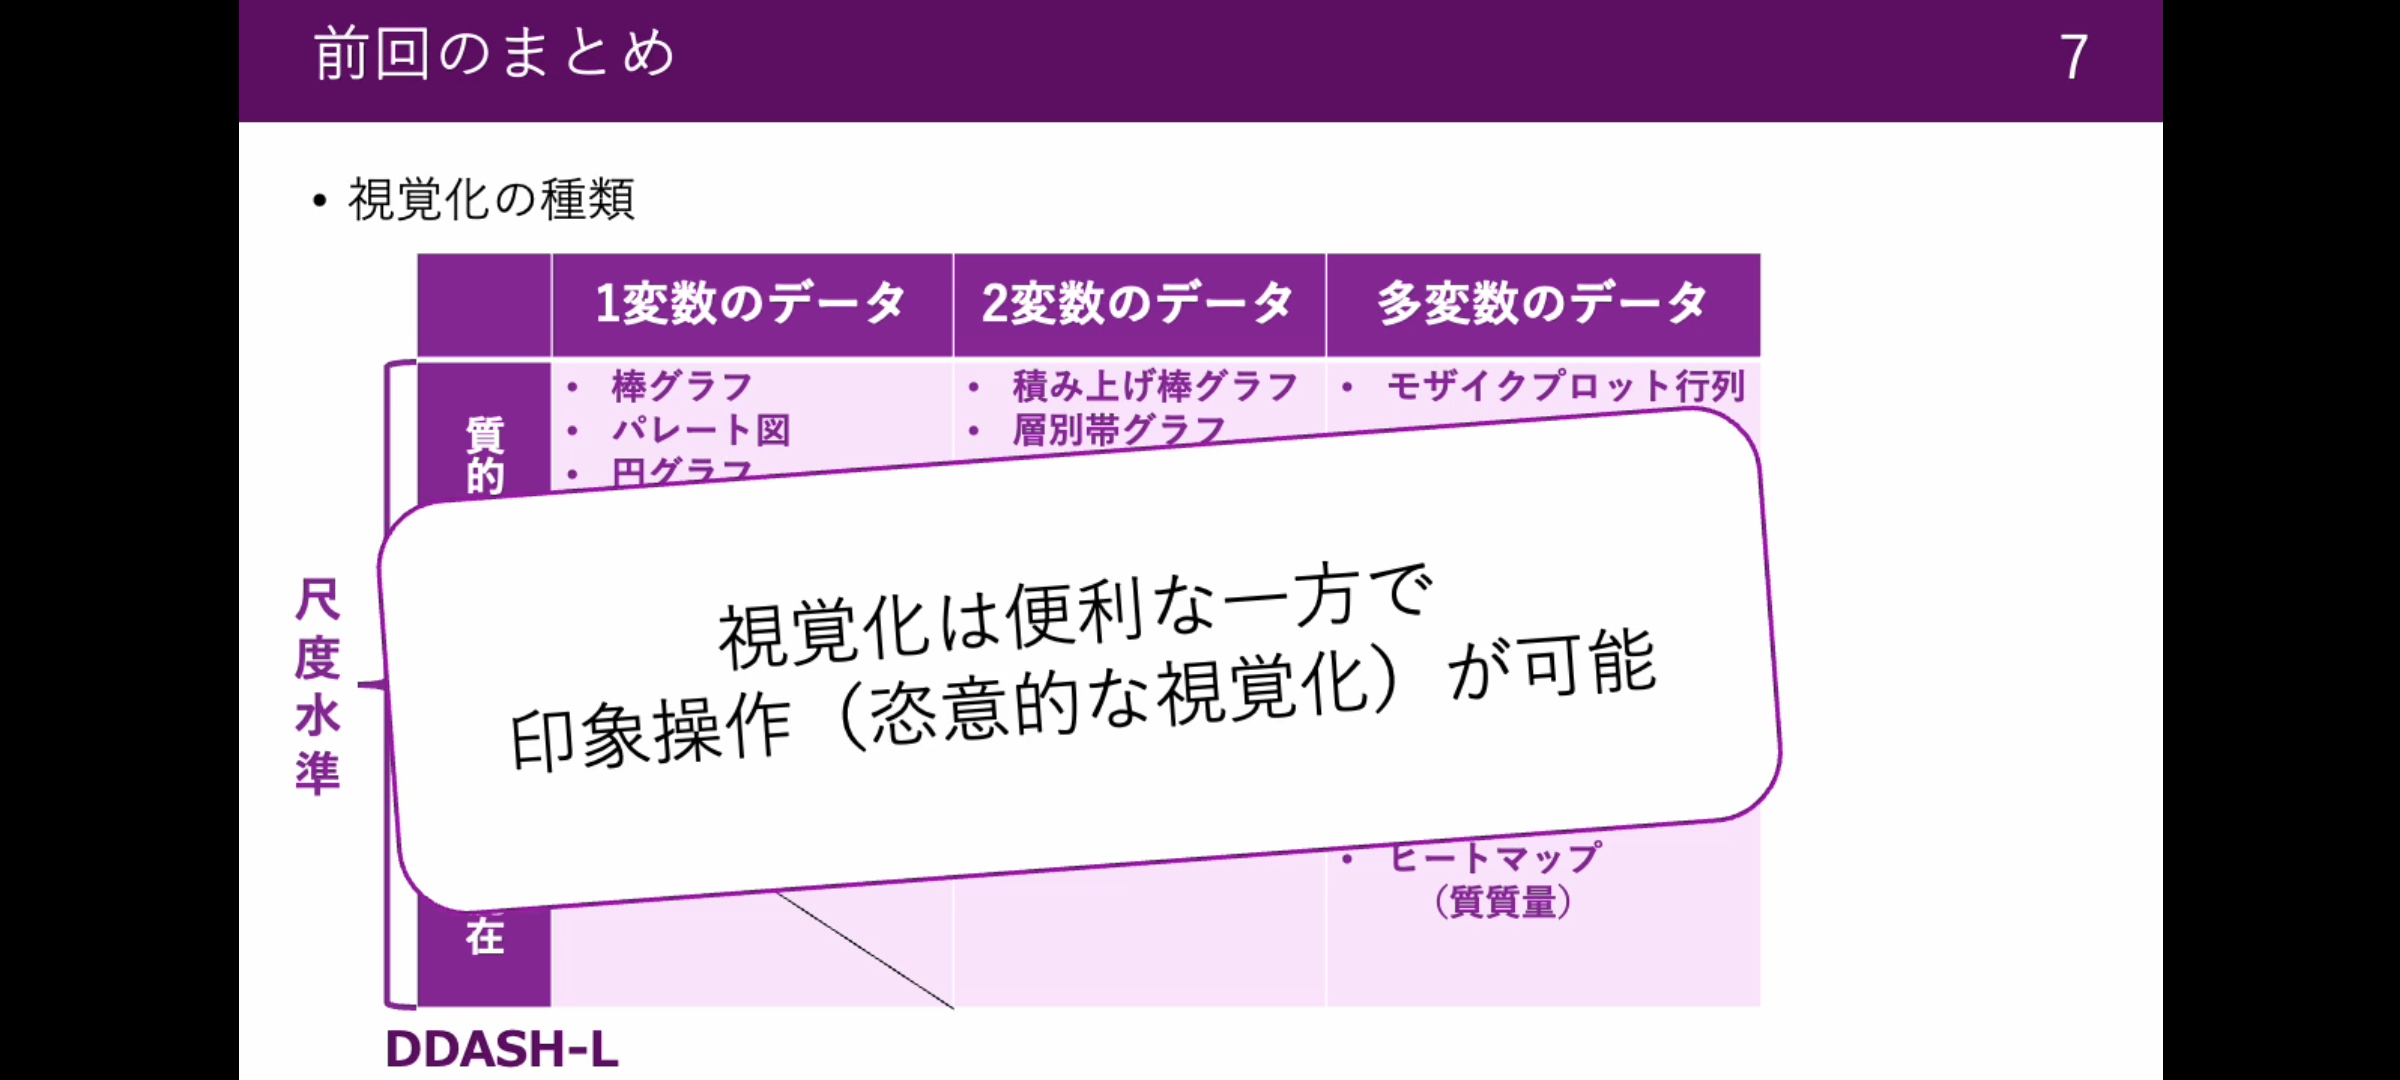 前回のまとめ
7
• 視覚化の種類
1変数のデータ
2変数のデータ
多変数のデータ
尺度水準
質的
• 棒グラフ
• パレート図
• 円グラフ
• 積み上げ棒グラフ
• 層別帯グラフ
• モザイクプロット行列
視覚化は便利な一方で
印象操作（恣意的な視覚化）が可能
在
• ヒートマップ
（質質量）
DDASH-L